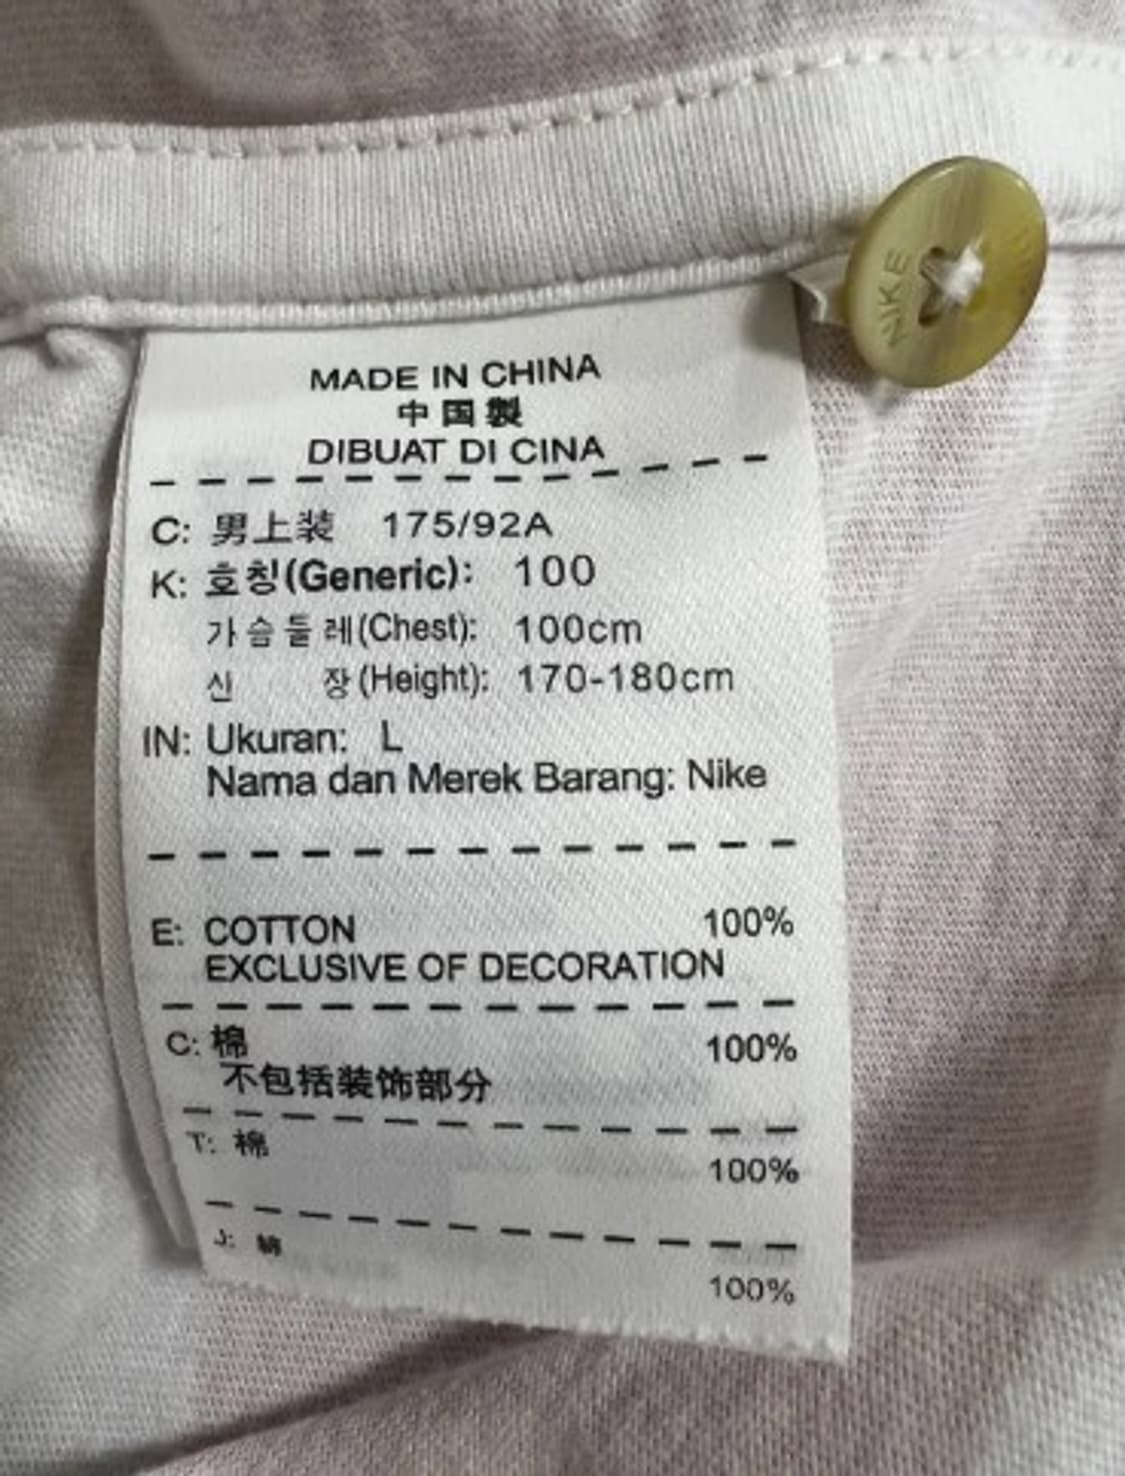 NIKE
MADE IN CHINA
中国製
DIBUAT DI CINA
C: 男上装 175/92A
K: 호칭(Generic): 100
가슴둘레(Chest): 100cm
신 장(Height): 170-180cm
IN: Ukuran: L
Nama dan Merek Barang: Nike
E: COTTON 100%
EXCLUSIVE OF DECORATION
C: 棉 100%
不包括装饰部分
T: 棉 100%
J: 綿 100%